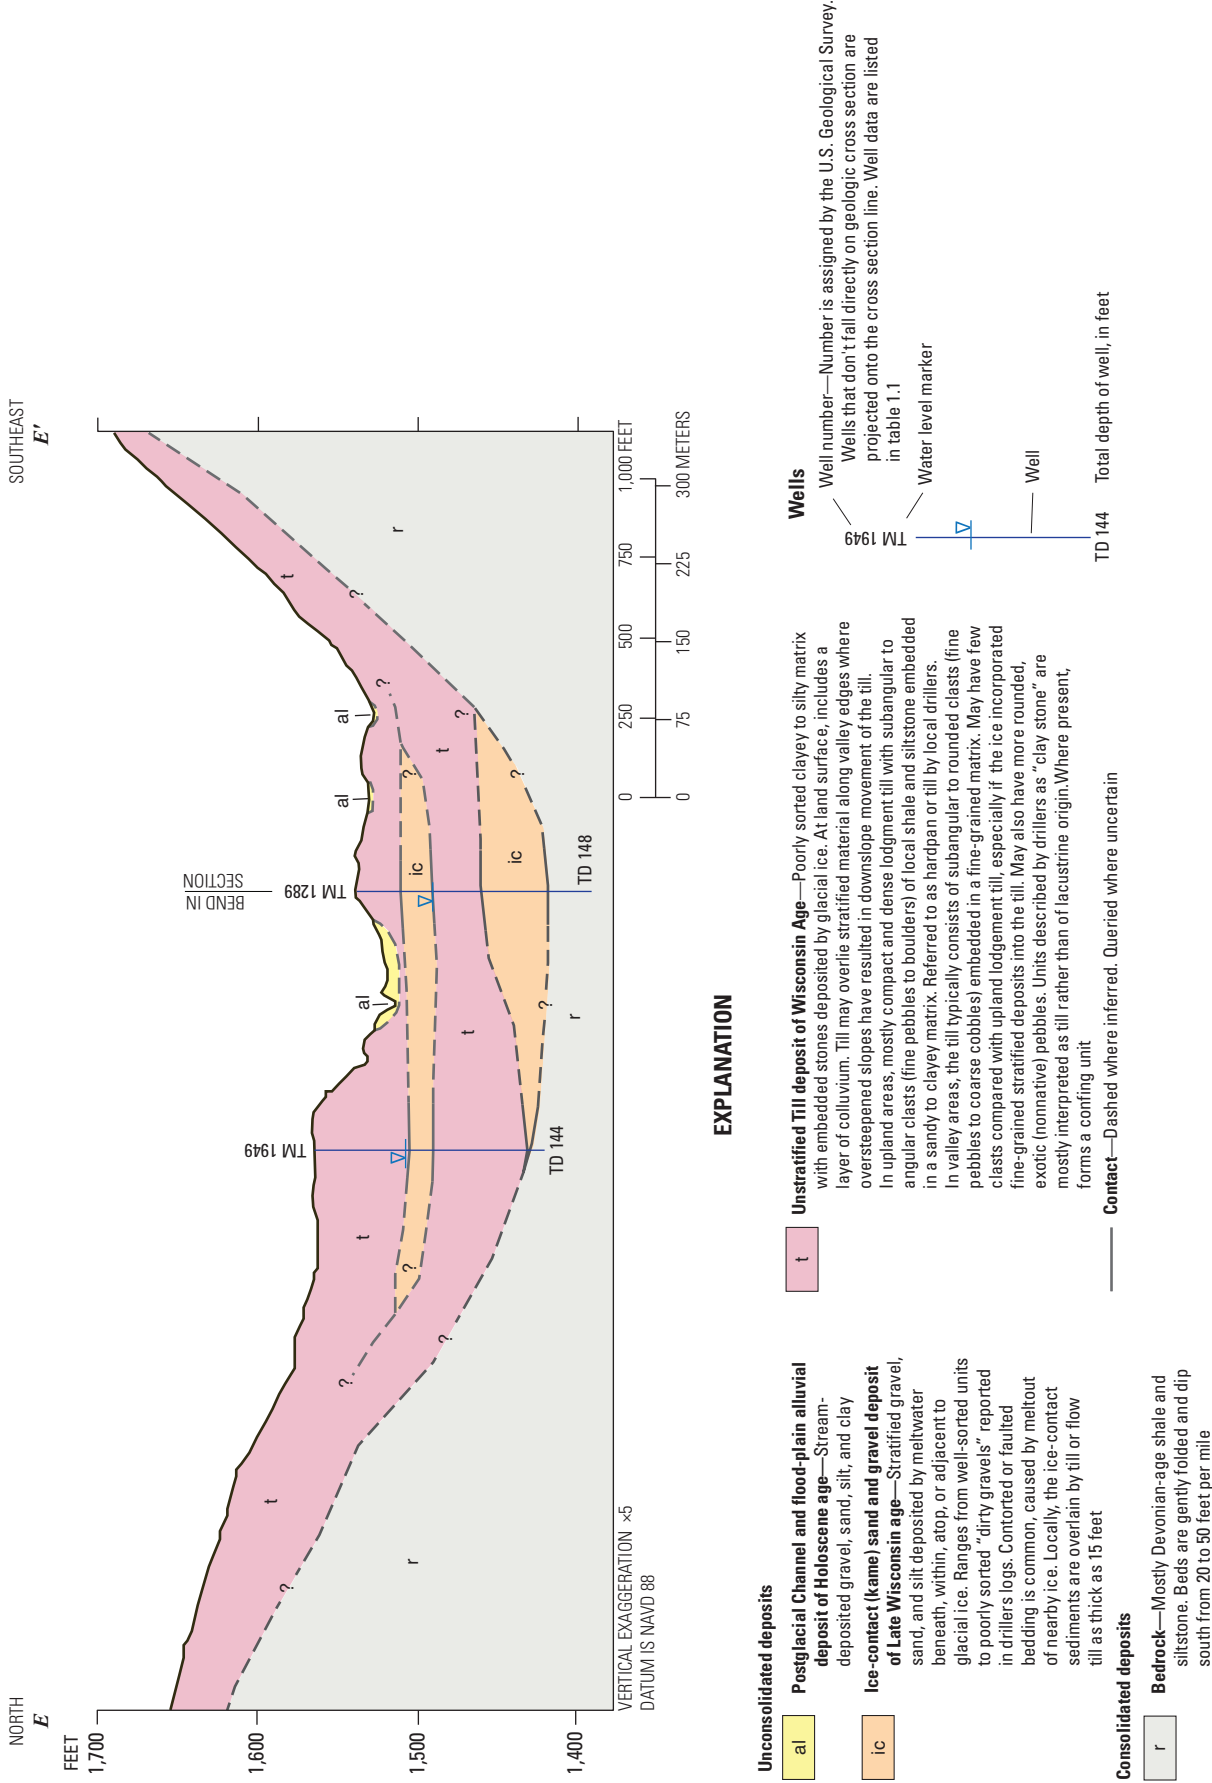 NORTH
E
SOUTHEAST
E'
FEET
1,700
1,600
1,500
1,400
BEND IN
SECTION
TM 1949
TM 1289
al
al
al
t
t
t
t
t
ic
ic
r
r
r
?
?
?
?
?
?
?
?
?
?
TD 144
TD 148
VERTICAL EXAGGERATION ×5
DATUM IS NAVD 88
0 250 500 750 1,000 FEET
0 75 150 225 300 METERS
EXPLANATION
Unconsolidated deposits
al
Postglacial Channel and flood-plain alluvial
deposit of Holoscene age—Stream-
deposited gravel, sand, silt, and clay
ic
Ice-contact (kame) sand and gravel deposit
of Late Wisconsin age—Stratified gravel,
sand, and silt deposited by meltwater
beneath, within, atop, or adjacent to
glacial ice. Ranges from well-sorted units
to poorly sorted "dirty gravels" reported
in drillers logs. Contorted or faulted
bedding is common, caused by meltout
of nearby ice. Locally, the ice-contact
sediments are overlain by till or flow
till as thick as 15 feet
Consolidated deposits
r
Bedrock—Mostly Devonian-age shale and
siltstone. Beds are gently folded and dip
south from 20 to 50 feet per mile
t
Unstratified Till deposit of Wisconsin Age—Poorly sorted clayey to silty matrix
with embedded stones deposited by glacial ice. At land surface, includes a
layer of colluvium. Till may overlie stratified material along valley edges where
oversteepened slopes have resulted in downslope movement of the till.
In upland areas, mostly compact and dense lodgment till with subangular to
angular clasts (fine pebbles to boulders) of local shale and siltstone embedded
in a sandy to clayey matrix. Referred to as hardpan or till by local drillers.
In valley areas, the till typically consists of subangular to rounded clasts (fine
pebbles to coarse cobbles) embedded in a fine-grained matrix. May have few
clasts compared with upland lodgement till, especially if the ice incorporated
fine-grained stratified deposits into the till. May also have more rounded,
exotic (nonnative) pebbles. Units described by drillers as "clay stone" are
mostly interpreted as till rather than of lacustrine origin.Where present,
forms a confing unit
Contact—Dashed where inferred. Queried where uncertain
Wells
TM 1949
Well number—Number is assigned by the U.S. Geological Survey.
Wells that don't fall directly on geologic cross section are
projected onto the cross section line. Well data are listed
in table 1.1
Water level marker
Well
TD 144 Total depth of well, in feet